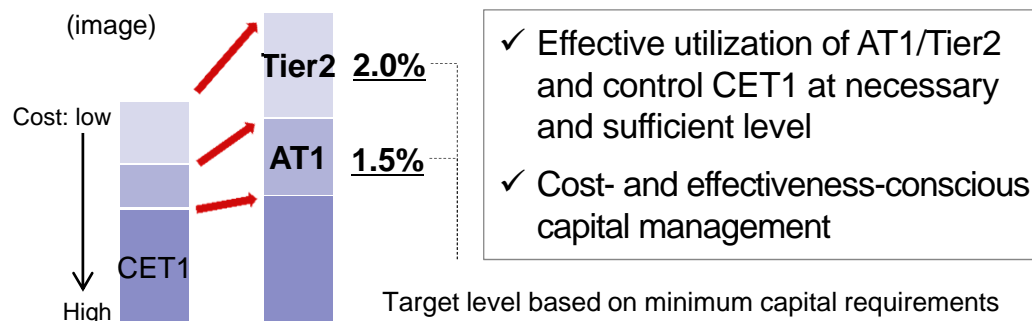 (image)
Cost: low
High
CET1
Tier2 2.0%
AT1 1.5%
✓ Effective utilization of AT1/Tier2
and control CET1 at necessary
and sufficient level
✓ Cost- and effectiveness-conscious
capital management
Target level based on minimum capital requirements